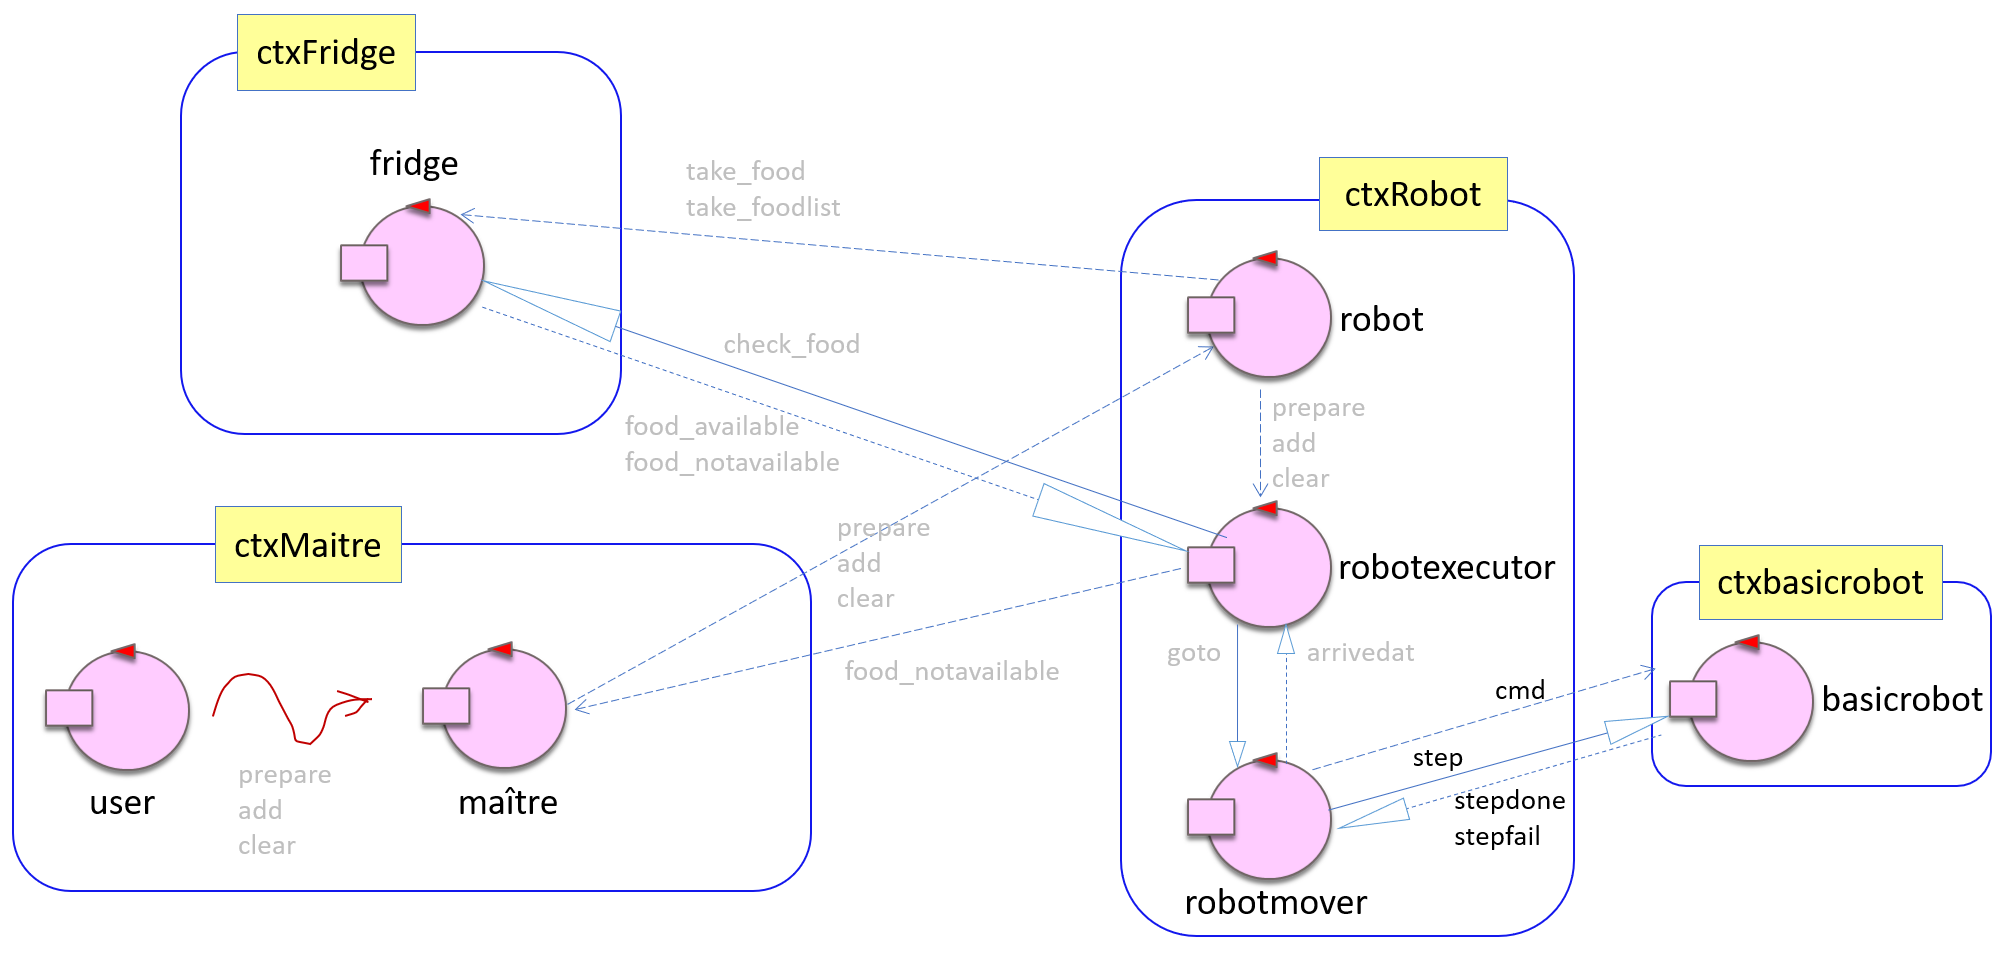 ctxFridge
fridge
take_food
take_foodlist
ctxRobot
robot
check_food
food_available
food_notavailable
prepare
add
clear
ctxMaitre
prepare
add
clear
robotexecutor
ctxbasicrobot
food_notavailable
goto
arrivedat
cmd
basicrobot
step
stepdone
stepfail
prepare
add
clear
user
maître
robotmover